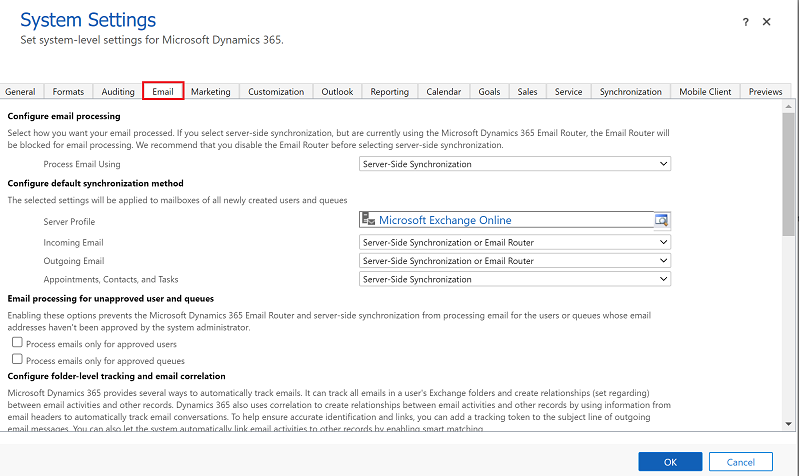 System Settings
Set system-level settings for Microsoft Dynamics 365.
?
General Formats Auditing Email Marketing Customization Outlook Reporting Calendar Goals Sales Service Synchronization Mobile Client Previews
Configure email processing
Select how you want your email processed. If you select server-side synchronization, but are currently using the Microsoft Dynamics 365 Email Router, the Email Router will
be blocked for email processing. We recommend that you disable the Email Router before selecting server-side synchronization.
Process Email Using Server-Side Synchronization
Configure default synchronization method
The selected settings will be applied to mailboxes of all newly created users and queues
Server Profile Microsoft Exchange Online
Incoming Email Server-Side Synchronization or Email Router
Outgoing Email Server-Side Synchronization or Email Router
Appointments, Contacts, and Tasks Server-Side Synchronization
Email processing for unapproved user and queues
Enabling these options prevents the Microsoft Dynamics 365 Email Router and server-side synchronization from processing email for the users or queues whose email
addresses haven't been approved by the system administrator.
Process emails only for approved users
Process emails only for approved queues
Configure folder-level tracking and email correlation
Microsoft Dynamics 365 provides several ways to automatically track emails. It can track all emails in a user's Exchange folders and create relationships (set regarding)
between email activities and other records. Dynamics 365 also uses correlation to create relationships between email activities and other records by using information from
email headers to automatically track email conversations. To help ensure accurate identification and links, you can add a tracking token to the subject line of outgoing
email messages. You can also let the system automatically link email activities to other records by enabling smart matching.
OK Cancel